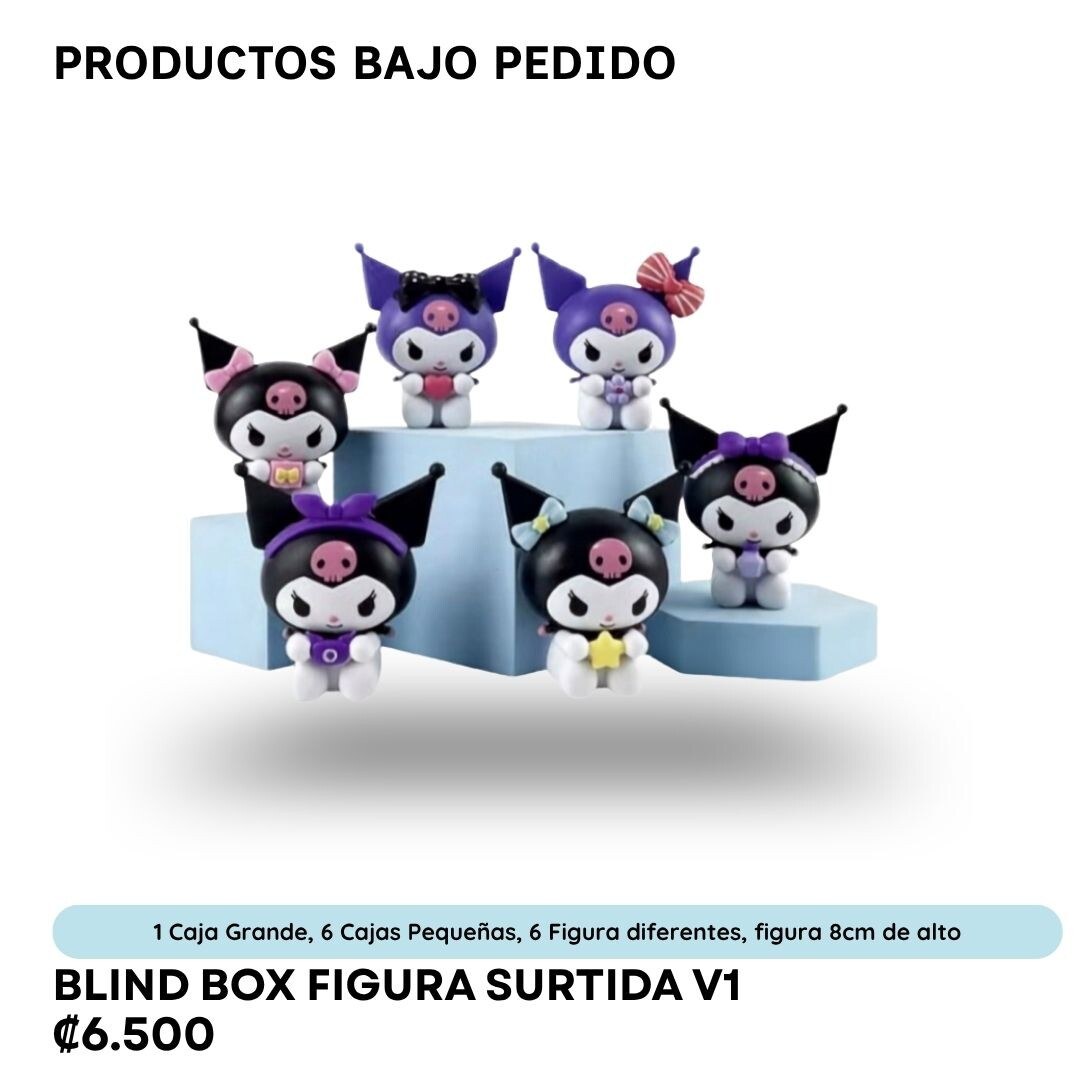 PRODUCTOS BAJO PEDIDO
1 Caja Grande, 6 Cajas Pequeñas, 6 Figura diferentes, figura 8cm de alto
BLIND BOX FIGURA SURTIDA V1
₡6.500